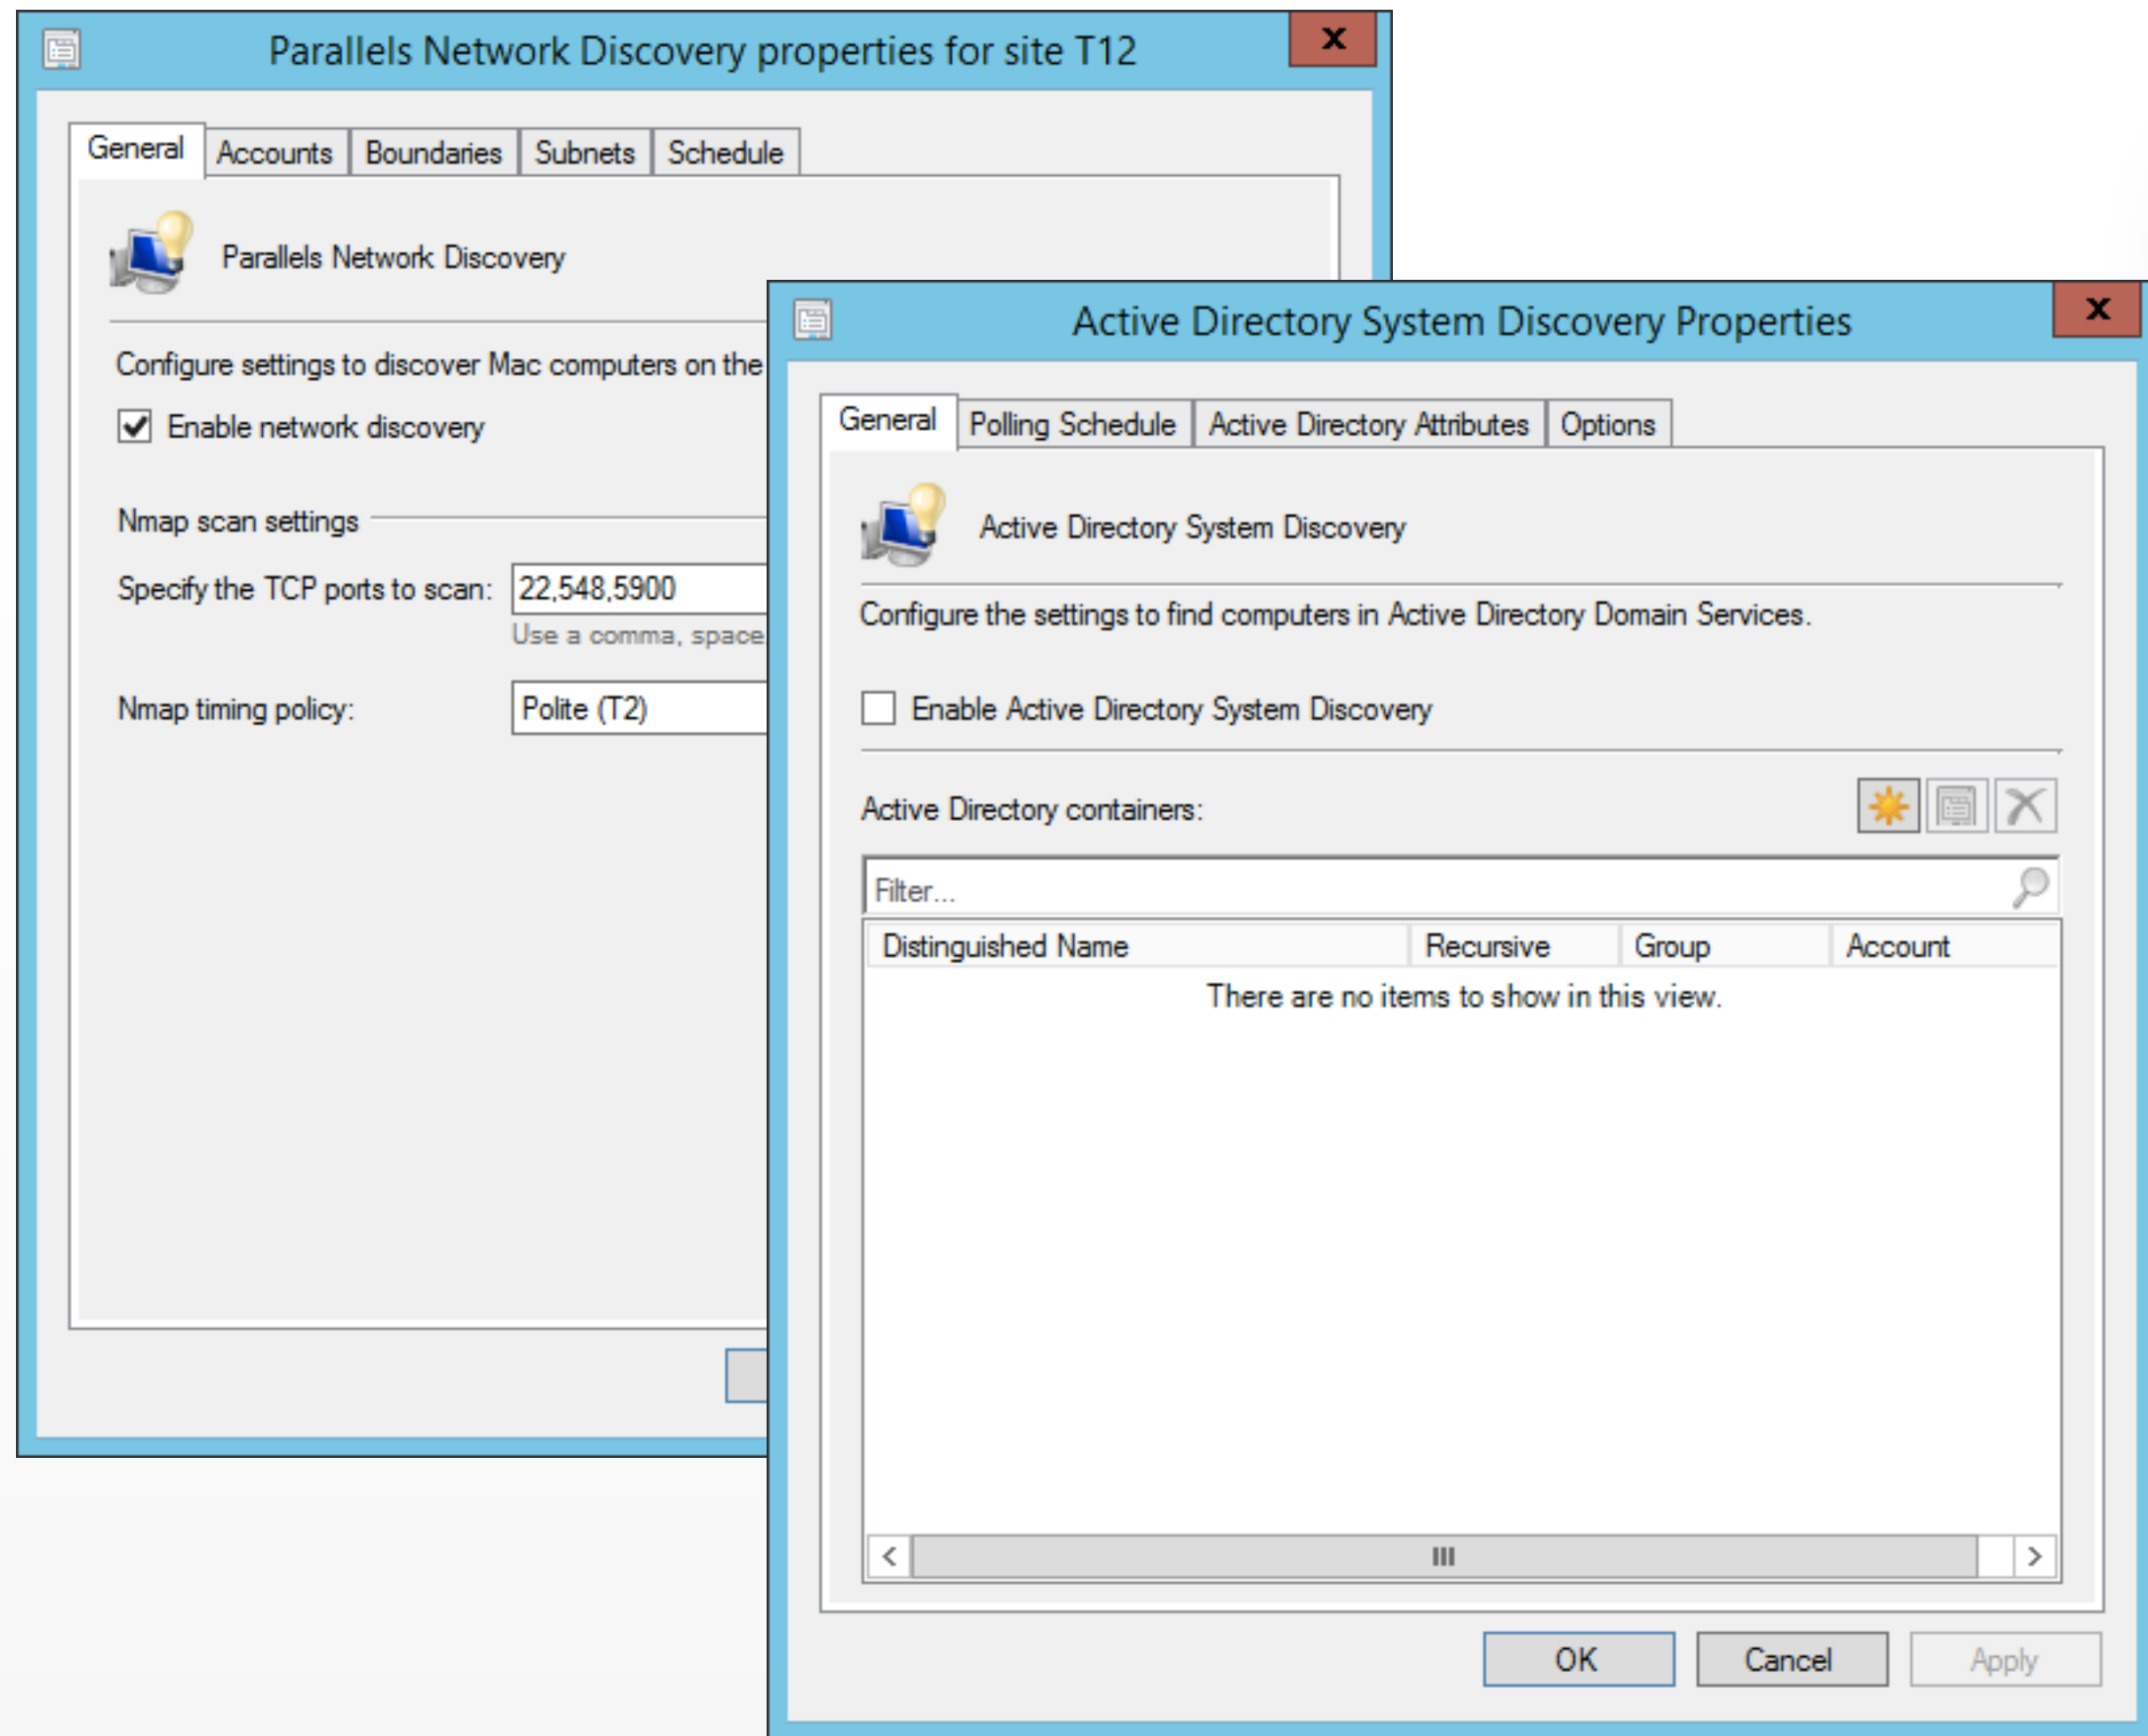 Parallels Network Discovery properties for site T12
x
General Accounts Boundaries Subnets Schedule
Parallels Network Discovery
Configure settings to discover Mac computers on the
Enable network discovery
Nmap scan settings
Specify the TCP ports to scan: 22,548,5900
Use a comma, space
Nmap timing policy: Polite (T2)
Active Directory System Discovery Properties
x
General Polling Schedule Active Directory Attributes Options
Active Directory System Discovery
Configure the settings to find computers in Active Directory Domain Services.
Enable Active Directory System Discovery
Active Directory containers:
Filter...
Distinguished Name Recursive Group Account
There are no items to show in this view.
OK Cancel Apply